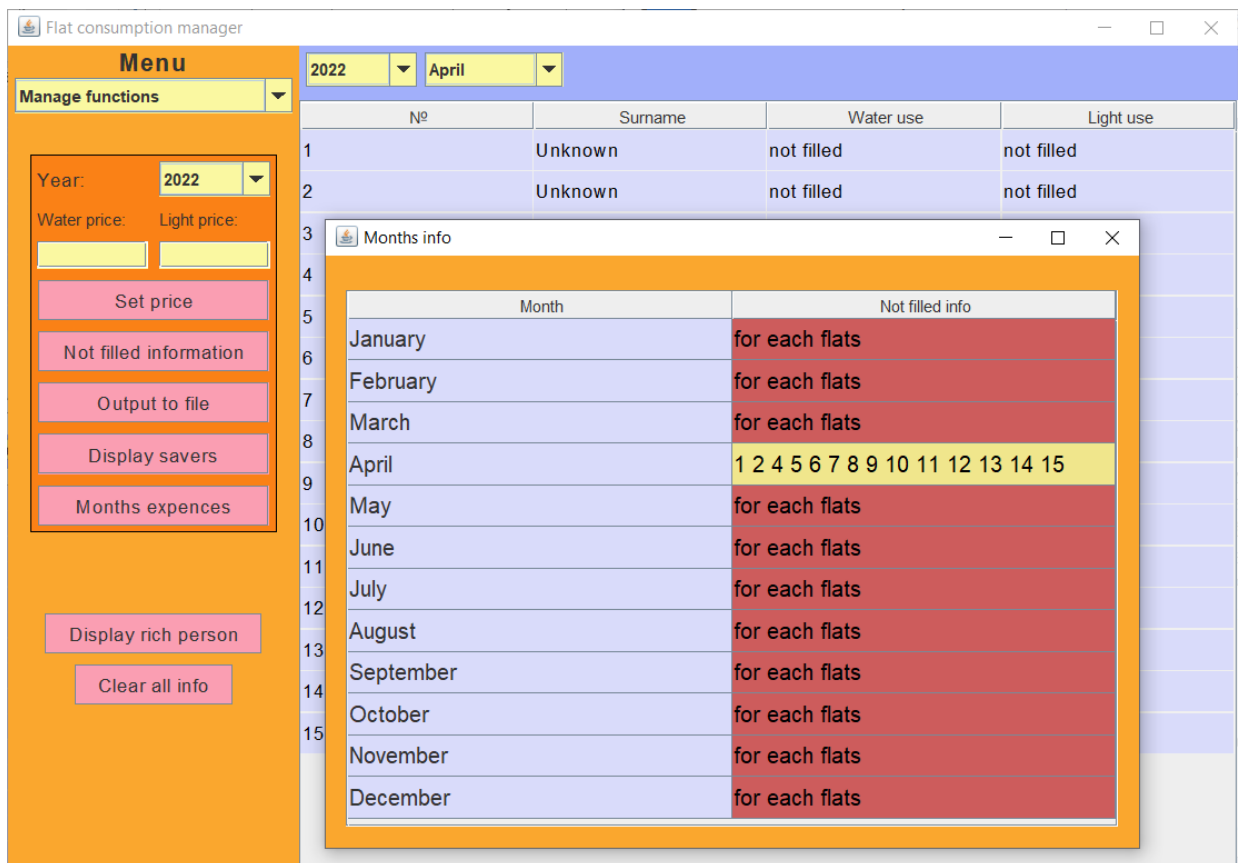 Flat consumption manager
Menu
Manage functions
2022 April
Nº Surname Water use Light use
1 Unknown not filled not filled
2 Unknown not filled not filled
3
4
5
6
7
8
9
10
11
12
13
14
15
Year: 2022
Water price: Light price:
Set price
Not filled information
Output to file
Display savers
Months expences
Display rich person
Clear all info
Months info
Month Not filled info
January for each flats
February for each flats
March for each flats
April 1 2 4 5 6 7 8 9 10 11 12 13 14 15
May for each flats
June for each flats
July for each flats
August for each flats
September for each flats
October for each flats
November for each flats
December for each flats